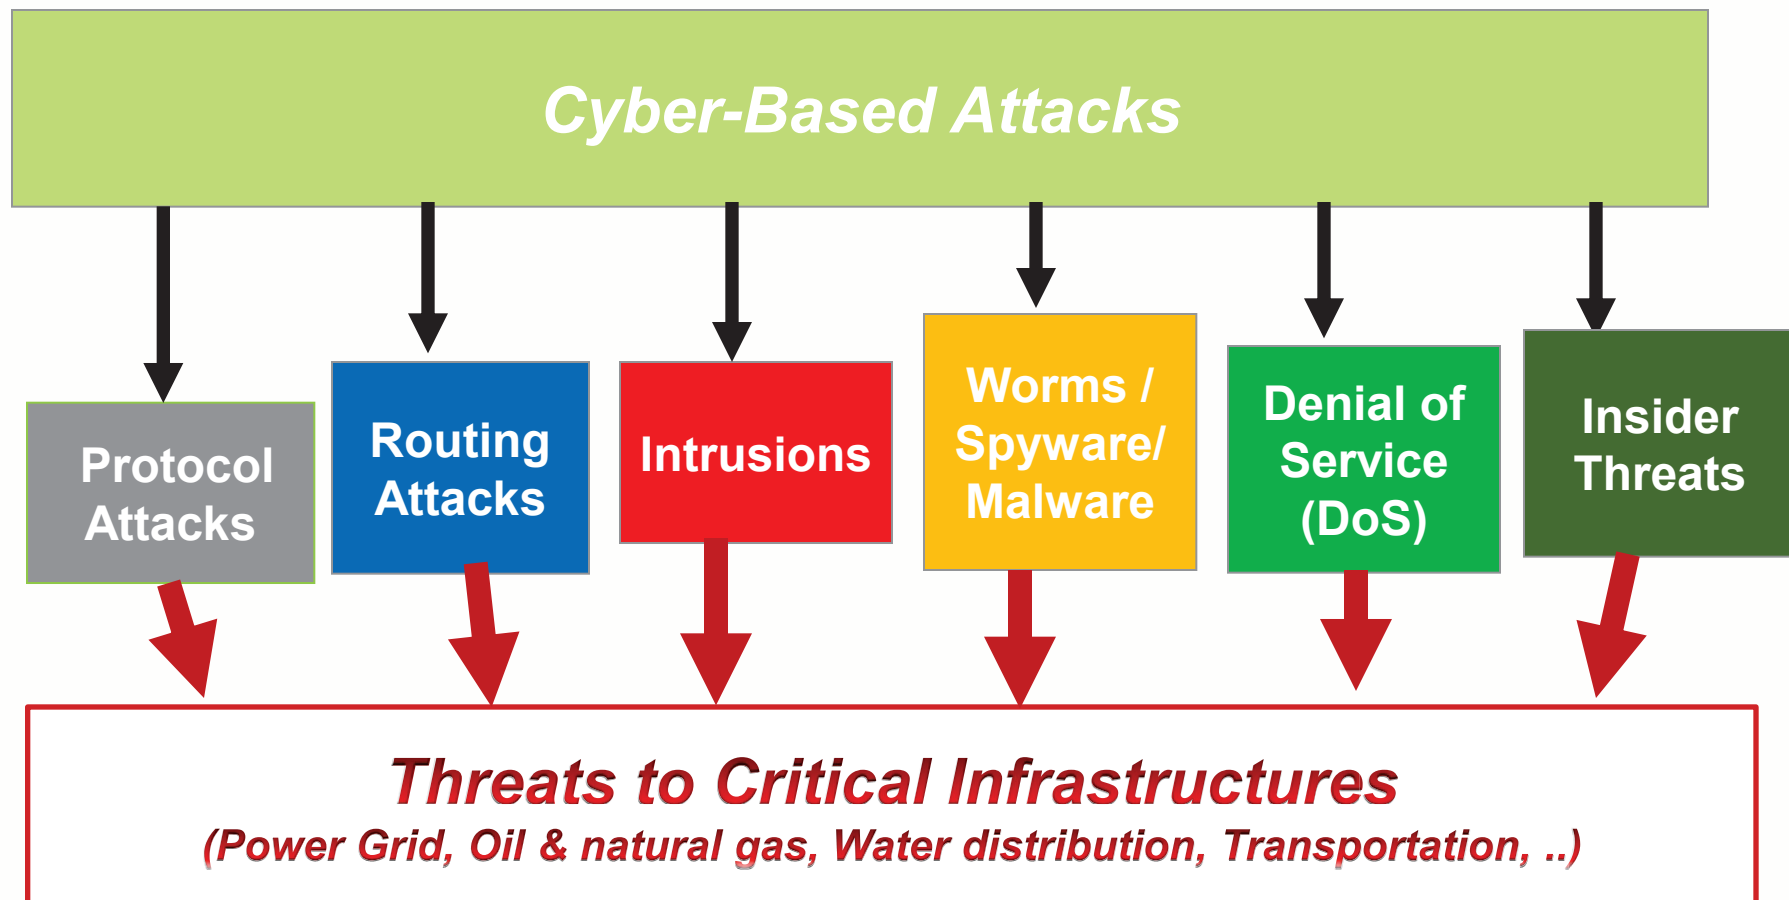 Cyber-Based Attacks
Protocol
Attacks
Routing
Attacks
Intrusions
Worms /
Spyware/
Malware
Denial of
Service
(DoS)
Insider
Threats
Threats to Critical Infrastructures
(Power Grid, Oil & natural gas, Water distribution, Transportation, ..)